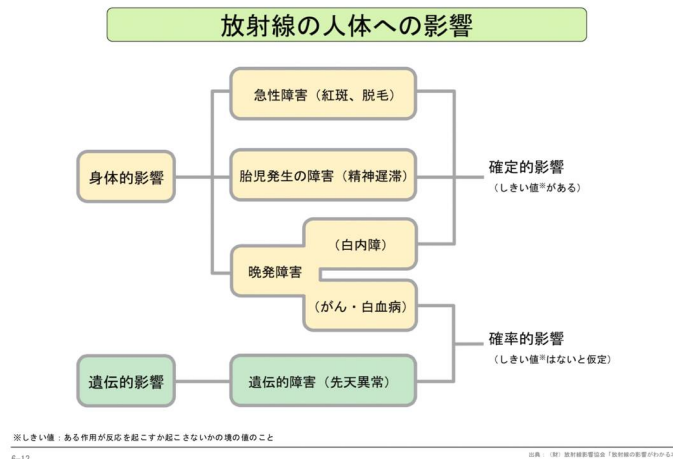 放射線の人体への影響
急性障害（紅斑、脱毛）
身体的影響
胎児発生の障害（精神遅滞）
確定的影響
（しきい値※がある）
（白内障）
晩発障害
（がん・白血病）
確率的影響
（しきい値※はないと仮定）
遺伝的影響
遺伝的障害（先天異常）
※しきい値：ある作用が反応を起こすか起こさないかの境の値のこと
6-12
出典：（財）放射線影響協会「放射線の影響がわかる